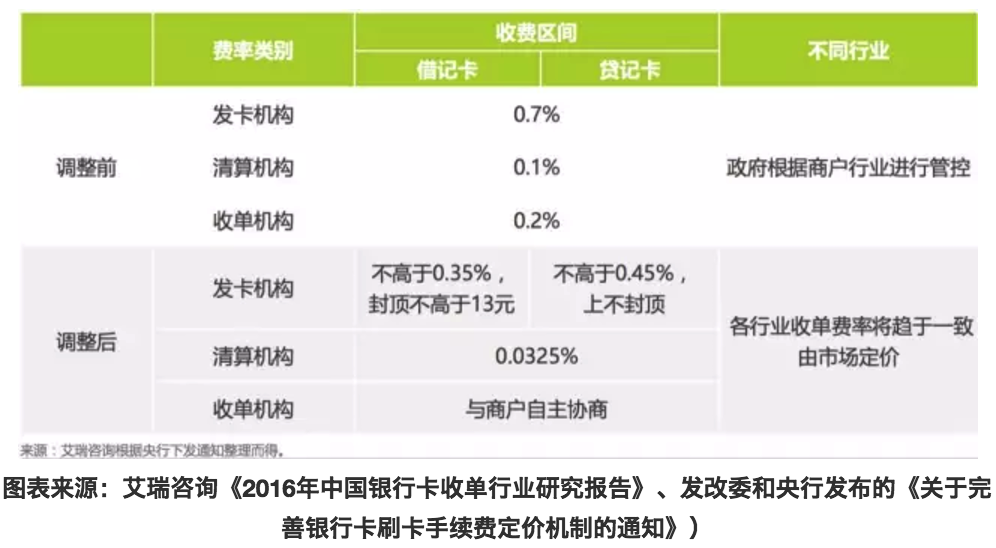 费率类别
收费区间
不同行业
借记卡
贷记卡
调整前
发卡机构
0.7%
清算机构
0.1%
收单机构
0.2%
政府根据商户行业进行管控
调整后
发卡机构
不高于0.35%，
封顶不高于13元
不高于0.45%，
上不封顶
清算机构
0.0325%
收单机构
与商户自主协商
各行业收单费率将趋于一致
由市场定价
来源：艾瑞咨询根据央行下发通知整理而得。
图表来源：艾瑞咨询《2016年中国银行卡收单行业研究报告》、发改委和央行发布的《关于完
善银行卡刷卡手续费定价机制的通知》）